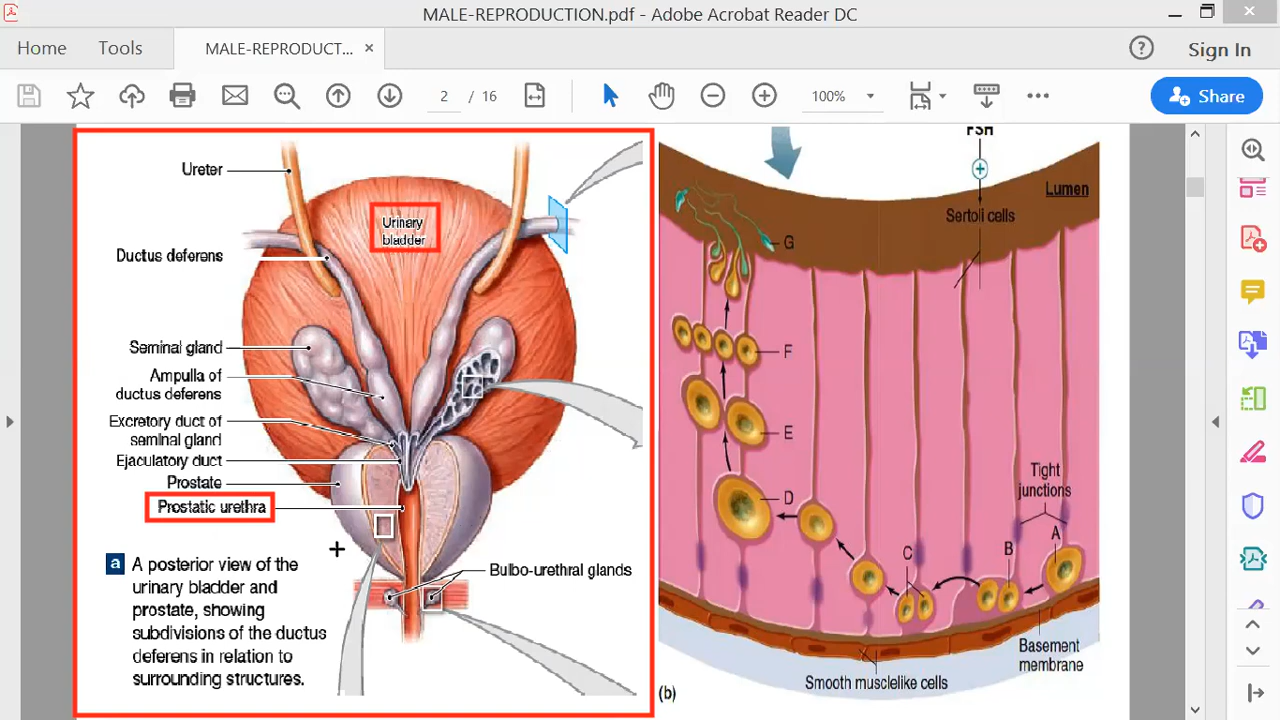 MALE-REPRODUCTION.pdf - Adobe Acrobat Reader DC
Home Tools MALE-REPRODUCT... × Sign In
2 / 16 100% Share
Ureter
Urinary
bladder
Ductus deferens
Seminal gland
Ampulla of
ductus deferens
Excretory duct of
seminal gland
Ejaculatory duct
Prostate
Prostatic urethra
Bulbo-urethral glands
a A posterior view of the
urinary bladder and
prostate, showing
subdivisions of the ductus
deferens in relation to
surrounding structures.
FSH
+
Lumen
Sertoli cells
G
F
E
D
Tight
junctions
C
B
A
Basement
membrane
Smooth musclelike cells
(b)